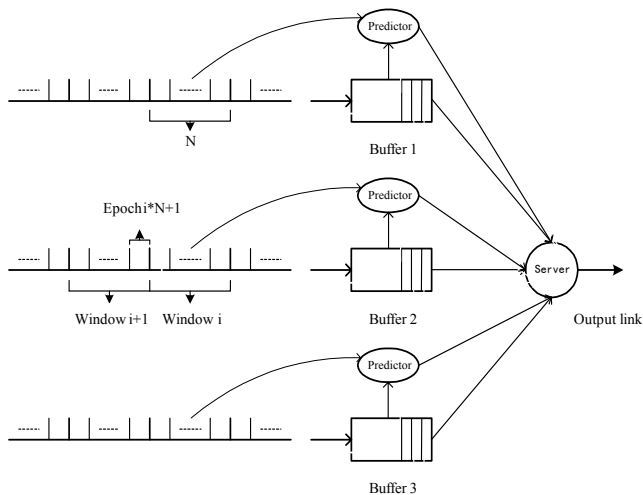 Predictor
N
Buffer 1
Epochi*N+1
Predictor
Server
Window i+1
Window i
Buffer 2
Output link
Predictor
Buffer 3